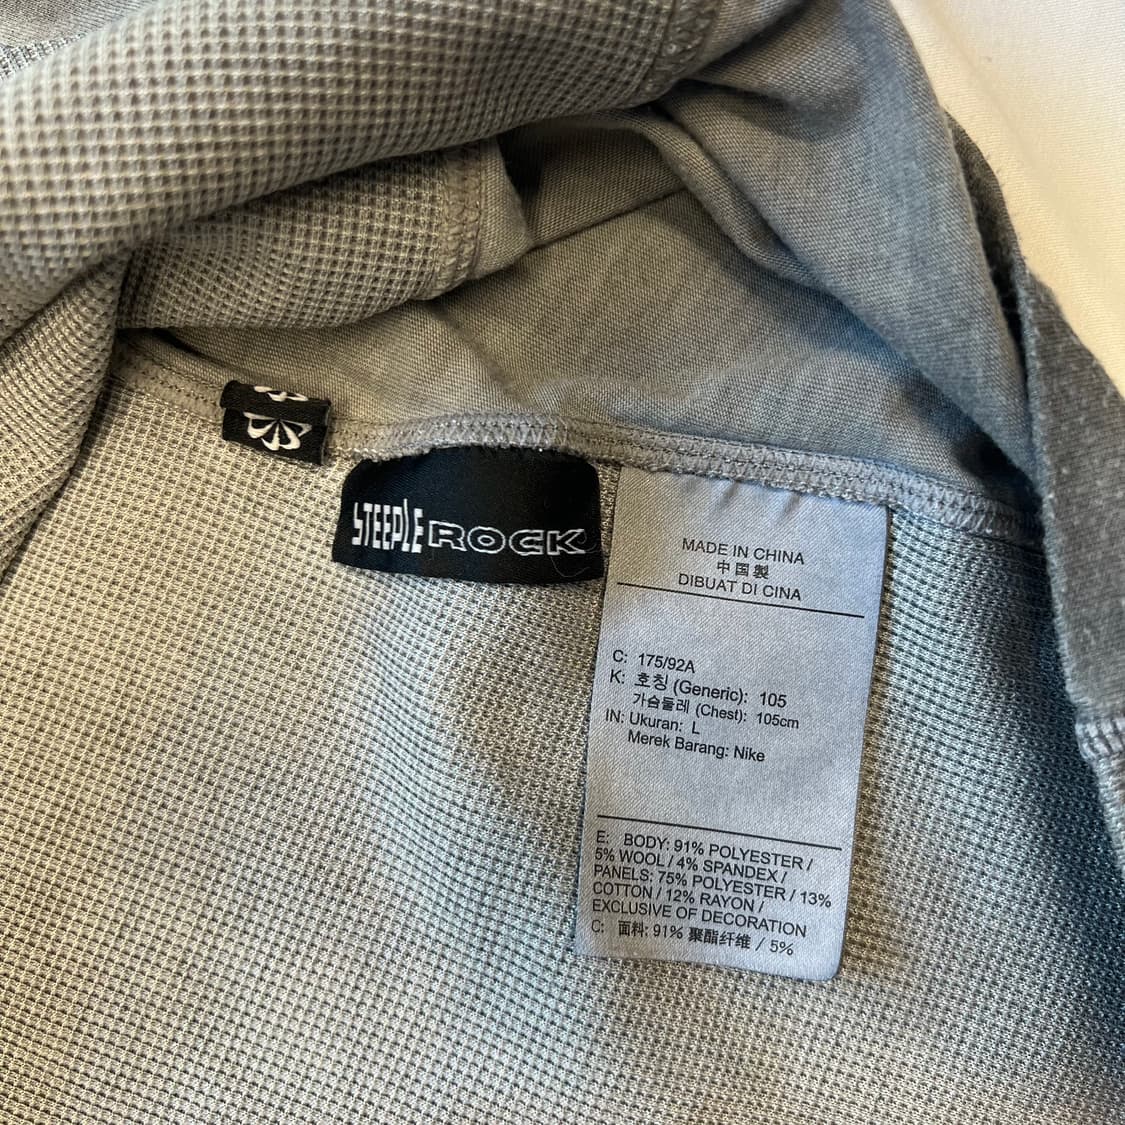 STEEPLE ROCK
MADE IN CHINA
中国製
DIBUAT DI CINA
C: 175/92A
K: 호칭 (Generic): 105
가슴둘레 (Chest): 105cm
IN: Ukuran: L
Merek Barang: Nike
E: BODY: 91% POLYESTER /
5% WOOL / 4% SPANDEX /
PANELS: 75% POLYESTER / 13%
COTTON / 12% RAYON /
EXCLUSIVE OF DECORATION
C: 面料: 91% 聚酯纤维 / 5%